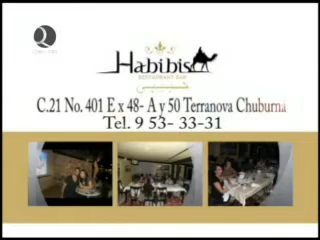 Q
Habibis
RESTAURANT BAR
C.21 No. 401 E x 48- A y 50 Terranova Chuburna
Tel. 9 53- 33-31